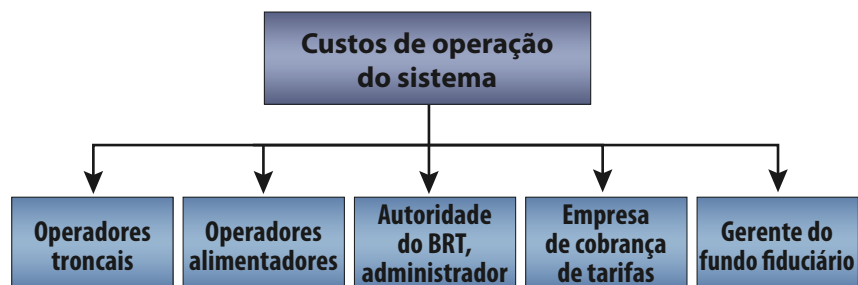 Custos de operação
do sistema
Operadores
troncais
Operadores
alimentadores
Autoridade
do BRT,
administrador
Empresa
de cobrança
de tarifas
Gerente do
fundo fiduciário